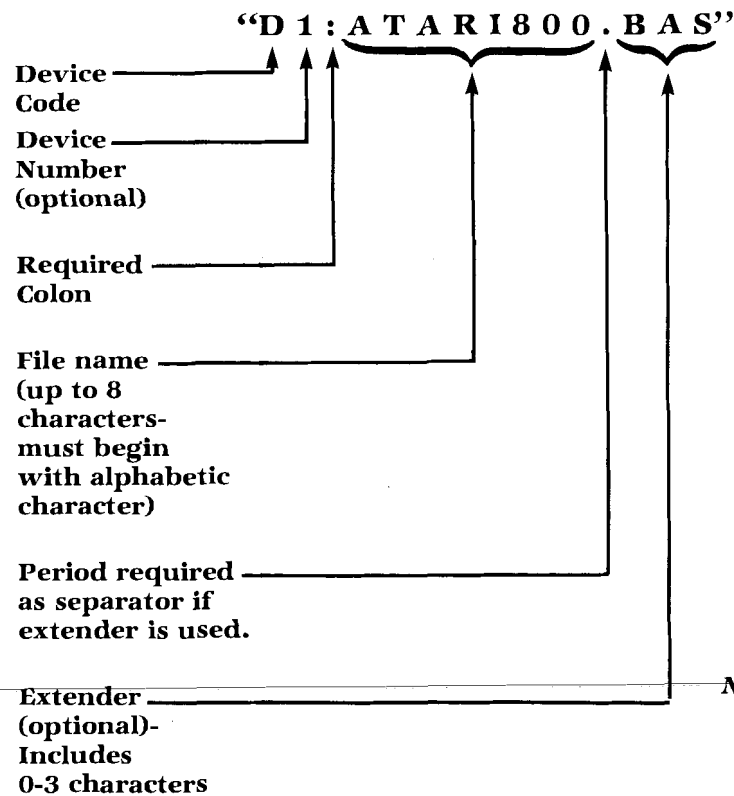 “D1:ATARI800.BAS”
Device
Code
Device
Number
(optional)
Required
Colon
File name
(up to 8
characters-
must begin
with alphabetic
character)
Period required
as separator if
extender is used.
N
Extender
(optional)-
Includes
0-3 characters